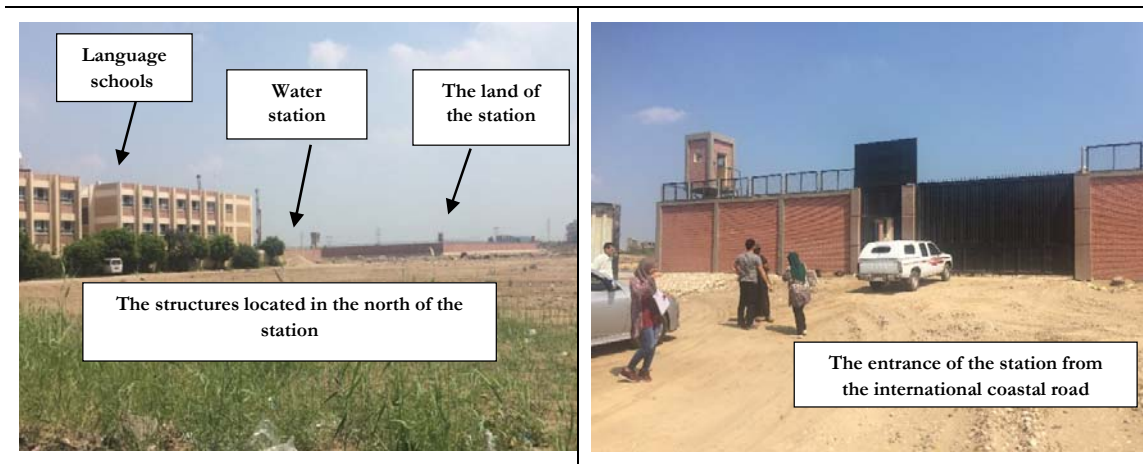 Language
schools
Water
station
The land of
the station
The structures located in the north of the
station
The entrance of the station from
the international coastal road